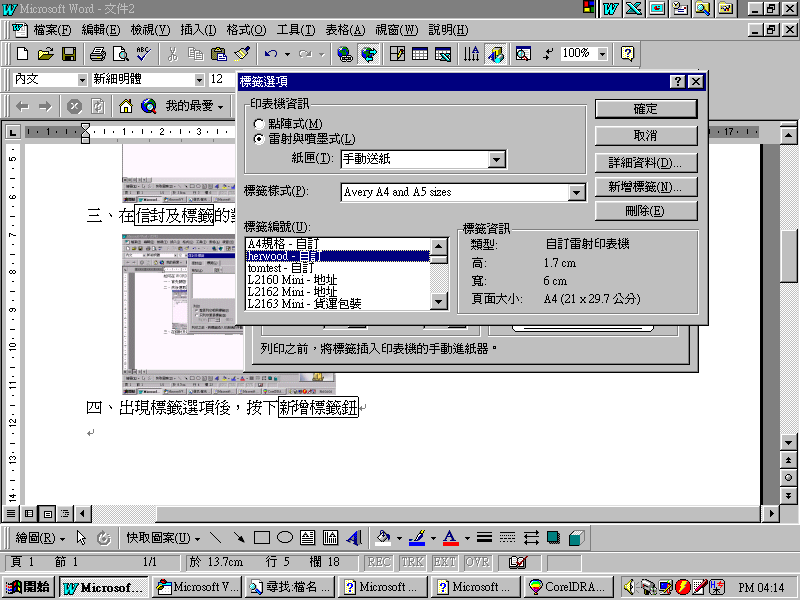 Microsoft Word - 文件2
檔案(F) 編輯(E) 檢視(V) 插入(I) 格式(O) 工具(T) 表格(A) 視窗(W) 說明(H)
100%
內文 新細明體 12
我的最愛
標籤選項
印表機資訊
點陣式(M)
雷射與噴墨式(L)
紙匣(T): 手動送紙
標籤樣式(P): Avery A4 and A5 sizes
標籤編號(U):
A4規格 - 自訂
herwood - 自訂
tomtest - 自訂
L2160 Mini - 地址
L2162 Mini - 地址
L2163 Mini - 貨運包裝
確定
取消
詳細資料(D)...
新增標籤(N)...
刪除(E)
標籤資訊
類型: 自訂雷射印表機
高: 1.7 cm
寬: 6 cm
頁面大小: A4 (21 x 29.7 公分)
列印之前，將標籤插入印表機的手動進紙器。
三、在信封及標籤的
四、出現標籤選項後，按下新增標籤鈕
繪圖(R) 快取圖案(U)
頁 1 節 1 1/1 於 13.7cm 行 5 欄 18 REC TRK EXT OVR
開始 Microsof... Microsoft V... 尋找:檔名 ... Microsoft ... Microsoft ... CorelDRA... PM 04:14